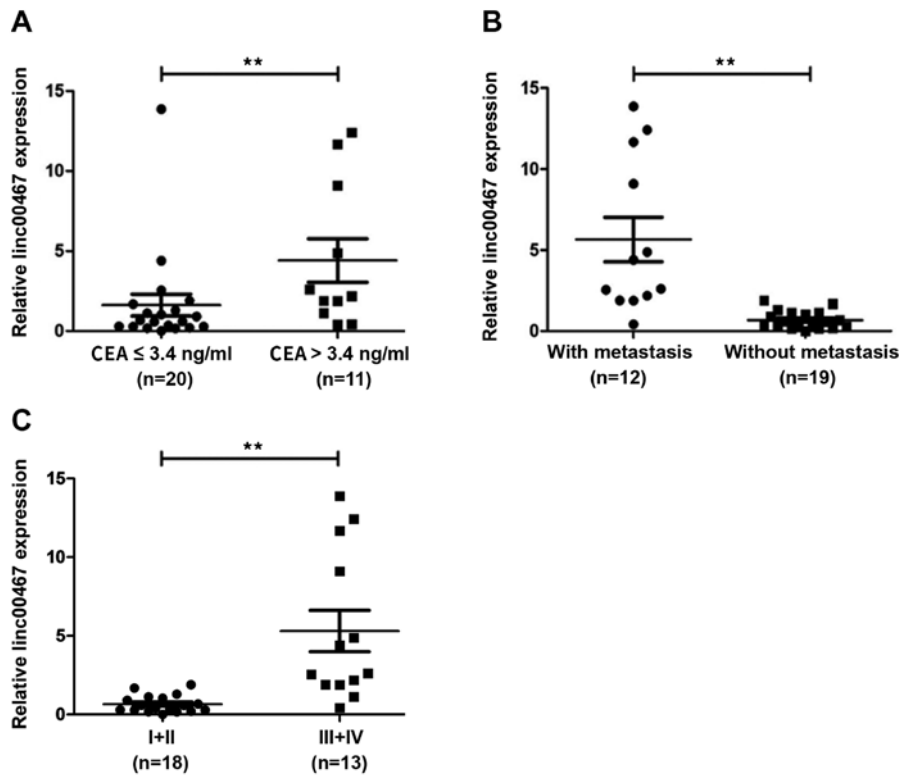 A
**
Relative linc00467 expression
15
10
5
0
CEA ≤ 3.4 ng/ml
(n=20)
CEA > 3.4 ng/ml
(n=11)
B
**
Relative linc00467 expression
15
10
5
0
With metastasis
(n=12)
Without metastasis
(n=19)
C
**
Relative linc00467 expression
15
10
5
0
I+II
(n=18)
III+IV
(n=13)